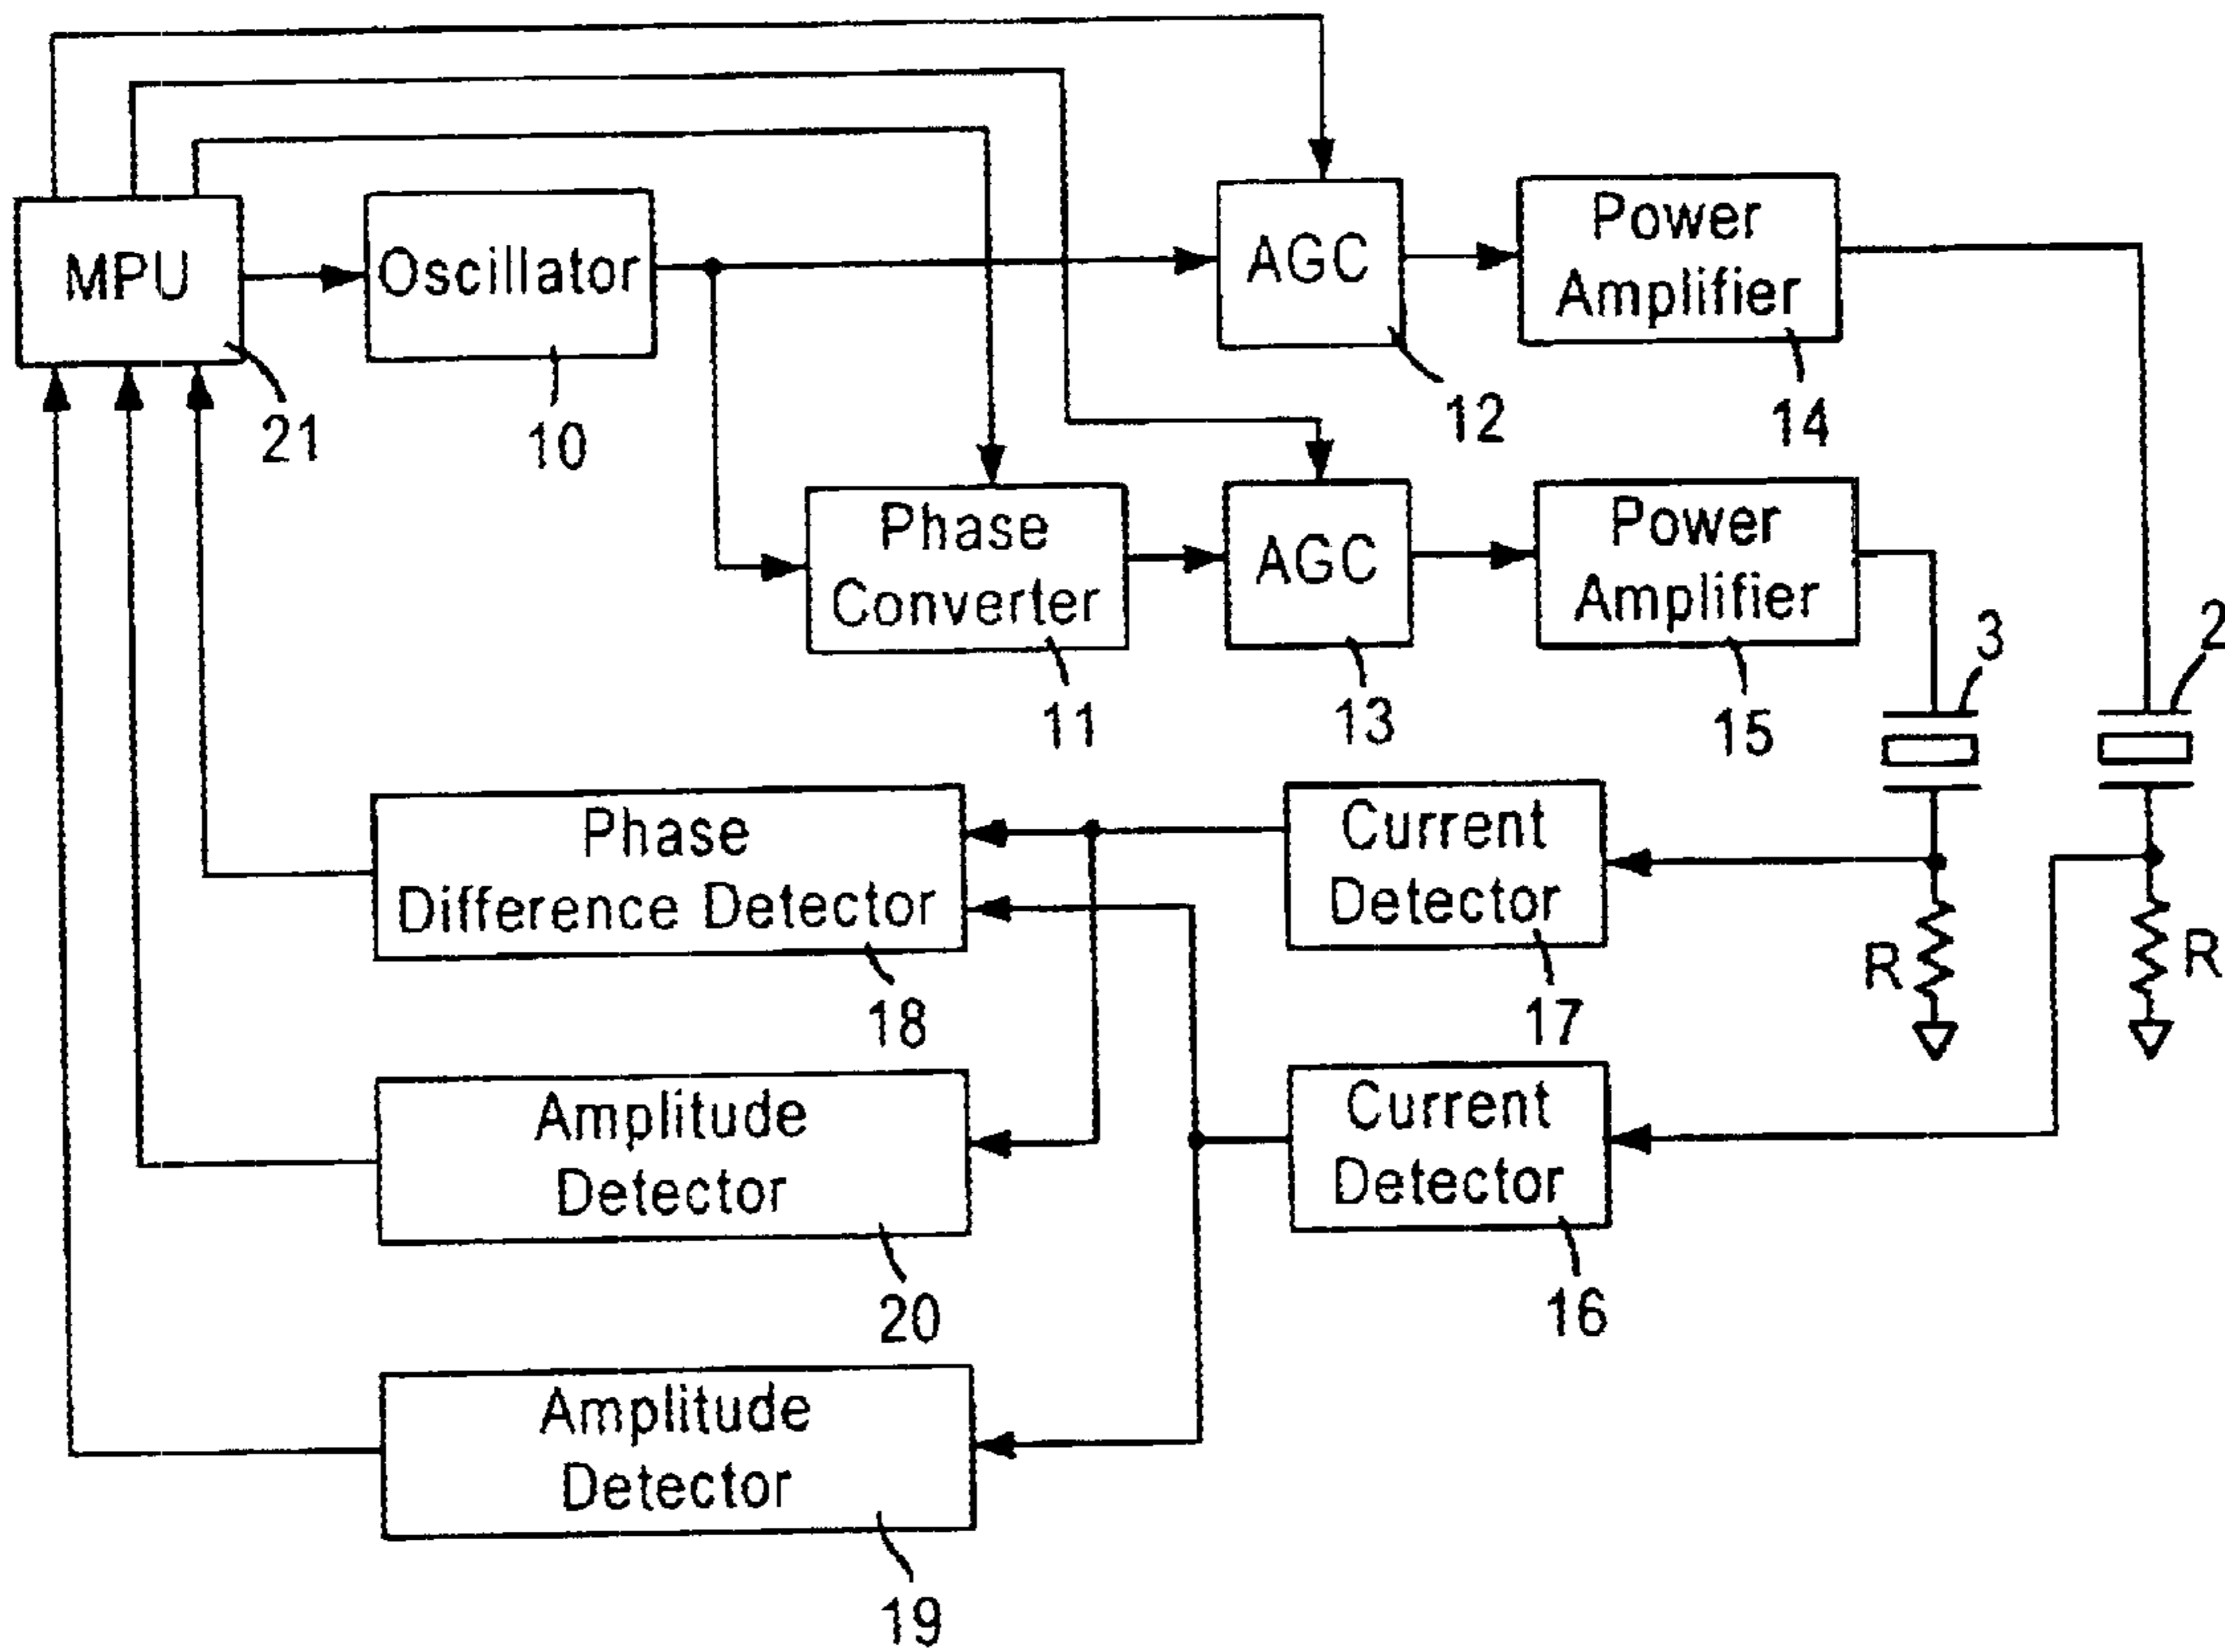 MPU
21
Oscillator
10
AGC
12
Power
Amplifier
14
Phase
Converter
11
AGC
13
Power
Amplifier
15
3
2
Phase
Difference Detector
18
Current
Detector
17
R
R
Amplitude
Detector
20
Current
Detector
16
Amplitude
Detector
19